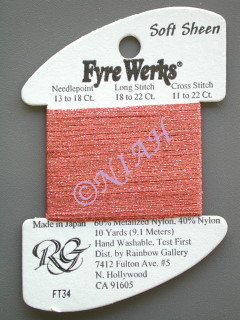 Soft Sheen
Fyre Werks®
Needlepoint Long Stitch Cross Stitch
13 to 18 Ct. 18 to 22 Ct. 11 to 22 Ct.
©NIAH
Made in Japan 60% Metalized Nylon, 40% Nylon
10 Yards (9.1 Meters)
Hand Washable, Test First
RG Dist. by Rainbow Gallery
7412 Fulton Ave. #5
N. Hollywood
FT34 CA 91605